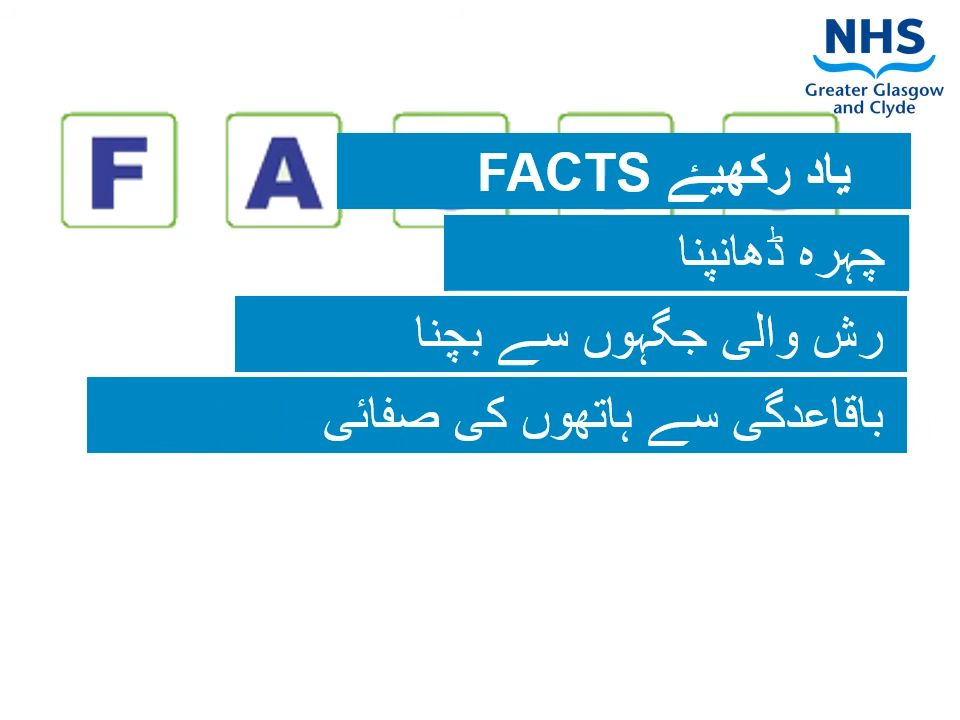 NHS
Greater Glasgow
and Clyde
F A
یاد رکھیئے FACTS
چہرہ ڈھانپنا
رش والی جگہوں سے بچنا
باقاعدگی سے ہاتھوں کی صفائی